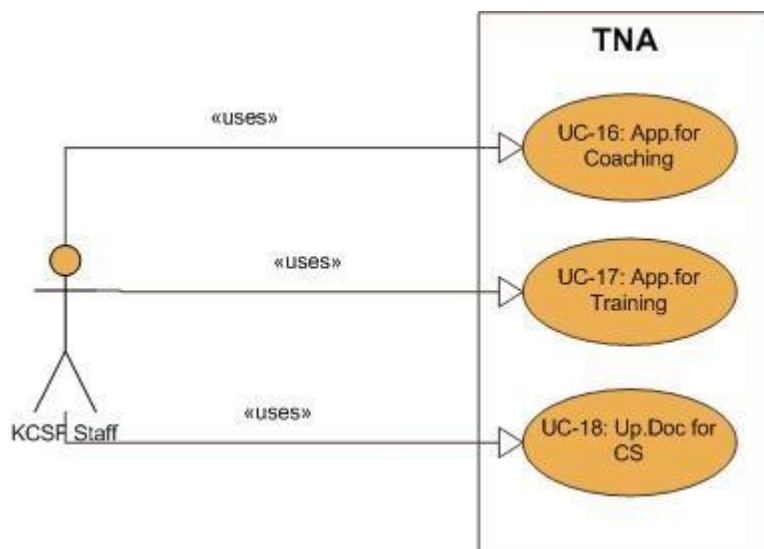 TNA
«uses»
UC-16: App.for
Coaching
«uses»
UC-17: App.for
Training
«uses»
UC-18: Up.Doc for
CS
KCSF Staff